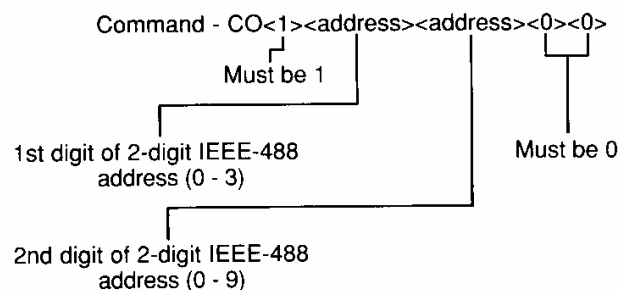 Command - CO<1><address><address><0><0>
Must be 1
1st digit of 2-digit IEEE-488
address (0 - 3)
Must be 0
2nd digit of 2-digit IEEE-488
address (0 - 9)